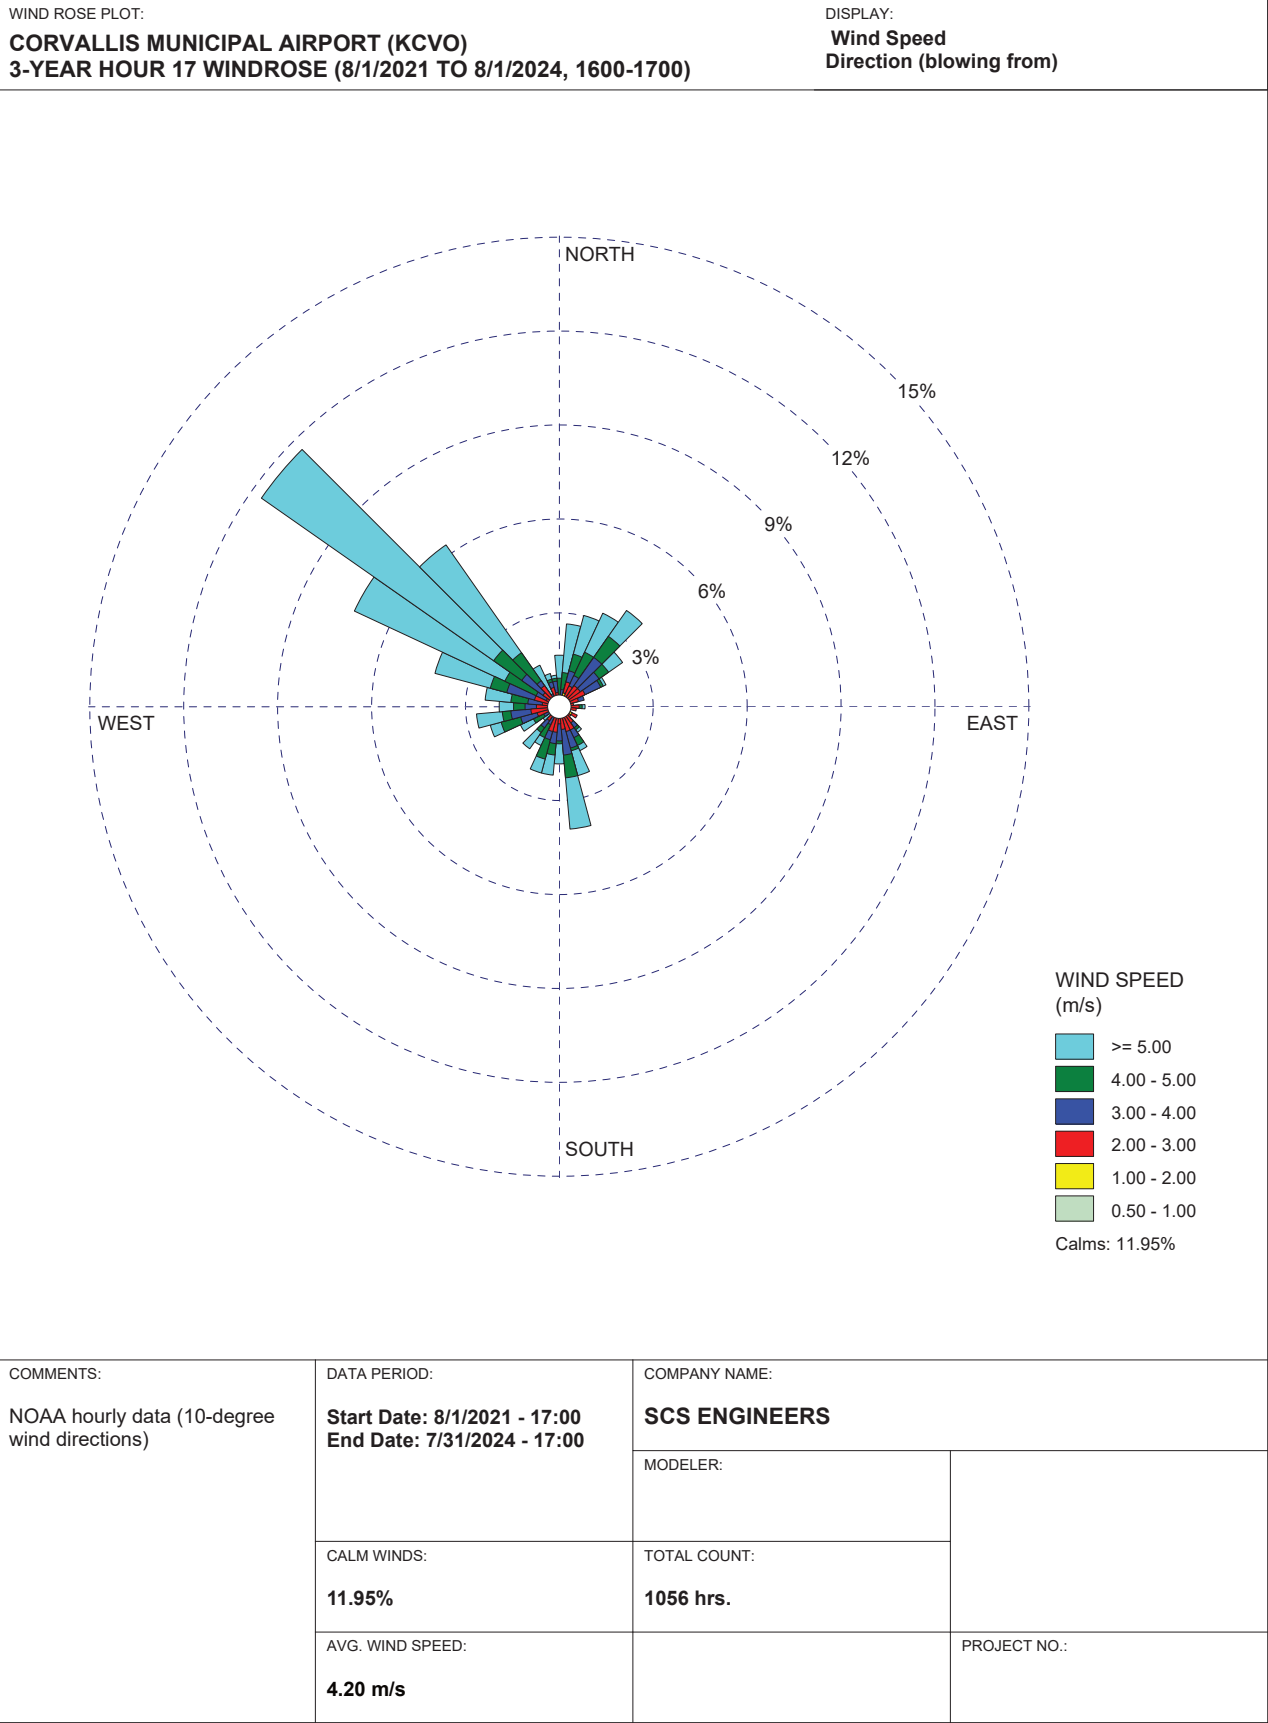 WIND ROSE PLOT:
CORVALLIS MUNICIPAL AIRPORT (KCVO)
3-YEAR HOUR 17 WINDROSE (8/1/2021 TO 8/1/2024, 1600-1700)
DISPLAY:
Wind Speed
Direction (blowing from)
NORTH
15%
12%
9%
6%
3%
WEST
EAST
SOUTH
WIND SPEED
(m/s)
>= 5.00
4.00 - 5.00
3.00 - 4.00
2.00 - 3.00
1.00 - 2.00
0.50 - 1.00
Calms: 11.95%
COMMENTS:
NOAA hourly data (10-degree
wind directions)
DATA PERIOD:
Start Date: 8/1/2021 - 17:00
End Date: 7/31/2024 - 17:00
COMPANY NAME:
SCS ENGINEERS
MODELER:
CALM WINDS:
11.95%
TOTAL COUNT:
1056 hrs.
AVG. WIND SPEED:
4.20 m/s
PROJECT NO.: